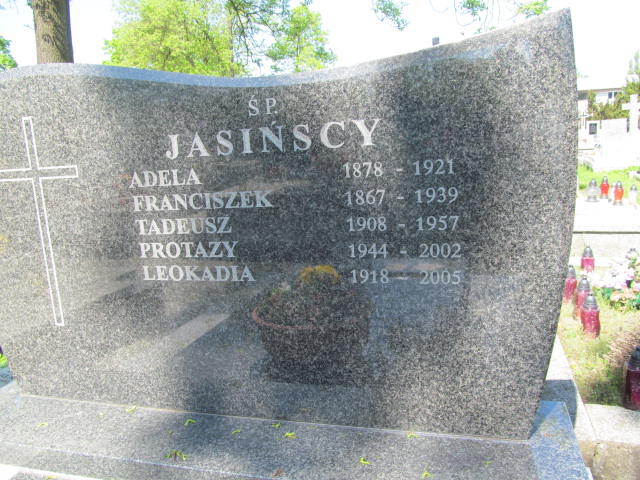 ŚP.
JASIŃSCY
ADELA 1878 - 1921
FRANCISZEK 1867 - 1939
TADEUSZ 1908 - 1957
PROTAZY 1944 - 2002
LEOKADIA 1918 - 2005